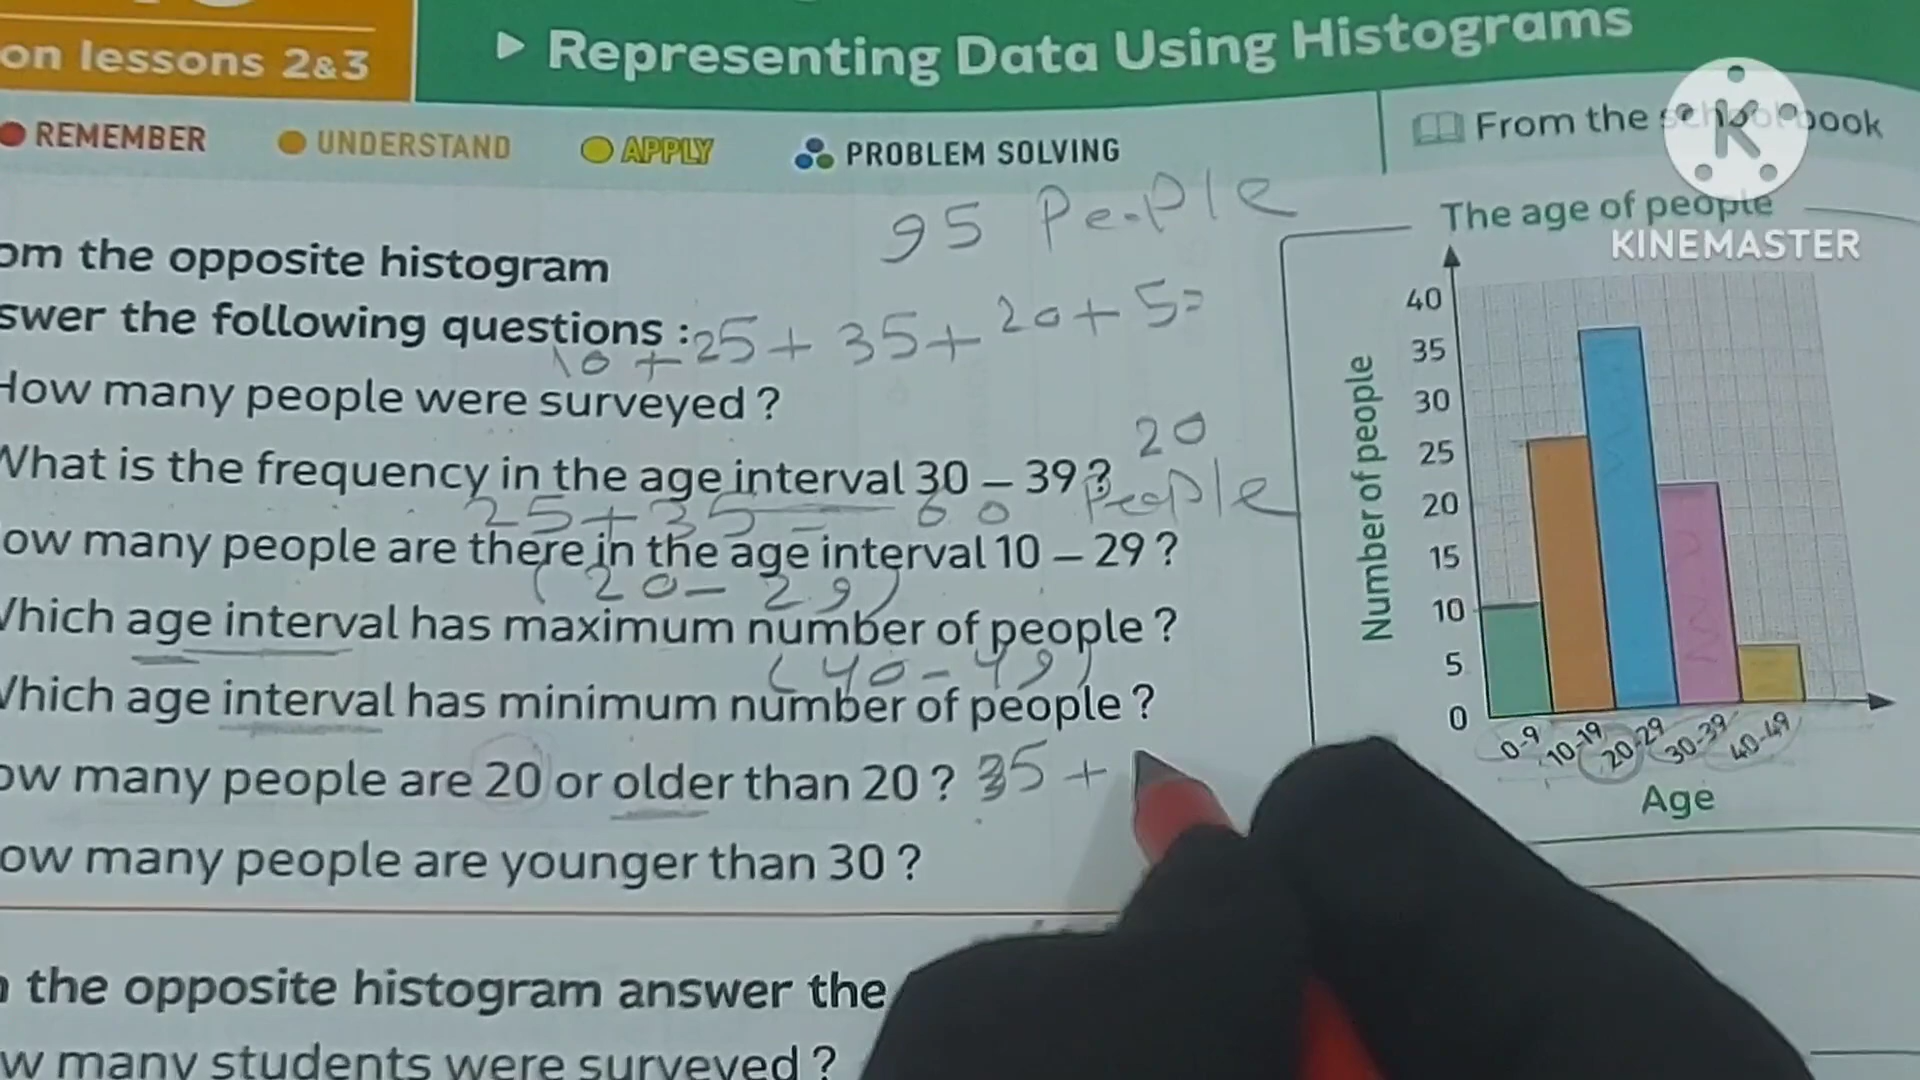 on lessons 2&3
Representing Data Using Histograms
REMEMBER
UNDERSTAND
APPLY
PROBLEM SOLVING
From the school book
K
KINEMASTER
95 People
om the opposite histogram
swer the following questions :
10 + 25 + 35 + 20 + 5 =
How many people were surveyed ?
What is the frequency in the age interval 30 – 39 ?
20
People
25 + 35 = 60
ow many people are there in the age interval 10 – 29 ?
(20 – 29)
Which age interval has maximum number of people ?
(40 – 49)
Which age interval has minimum number of people ?
ow many people are 20 or older than 20 ? 35 +
ow many people are younger than 30 ?
the opposite histogram answer the
w many students were surveyed ?
The age of people
Number of people
40
35
30
25
20
15
10
5
0
0-9
10-19
20-29
30-39
40-49
Age